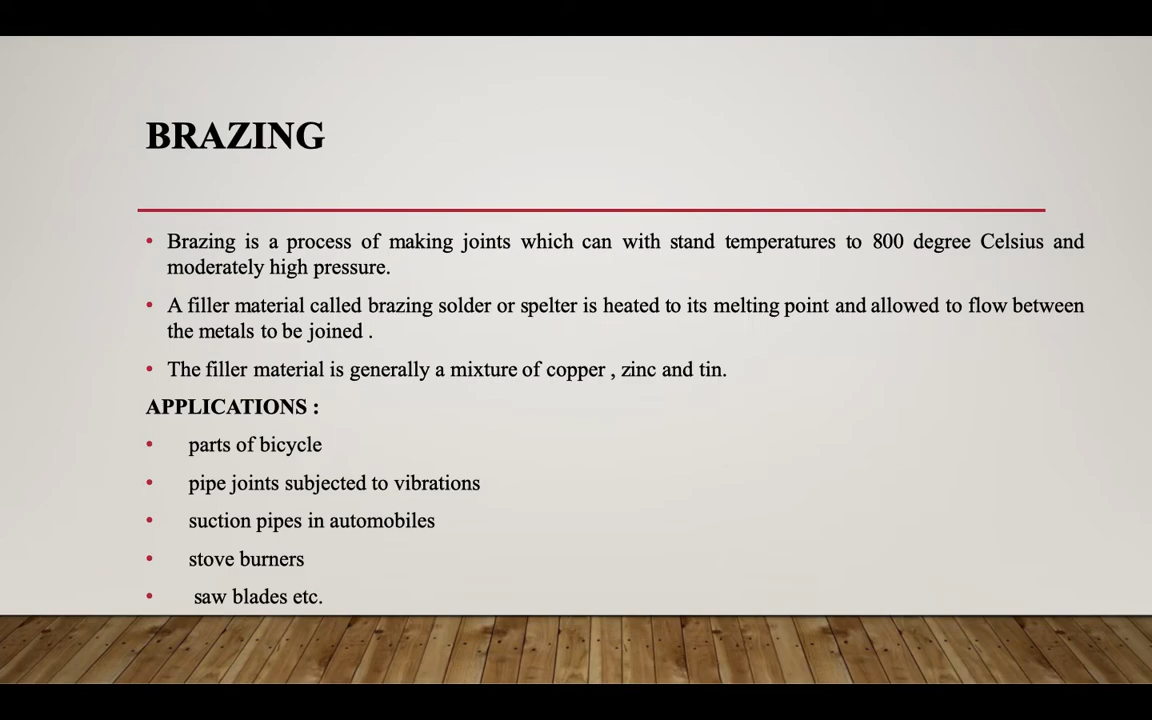 BRAZING
• Brazing is a process of making joints which can with stand temperatures to 800 degree Celsius and
moderately high pressure.
• A filler material called brazing solder or spelter is heated to its melting point and allowed to flow between
the metals to be joined .
• The filler material is generally a mixture of copper , zinc and tin.
APPLICATIONS :
• parts of bicycle
• pipe joints subjected to vibrations
• suction pipes in automobiles
• stove burners
• saw blades etc.